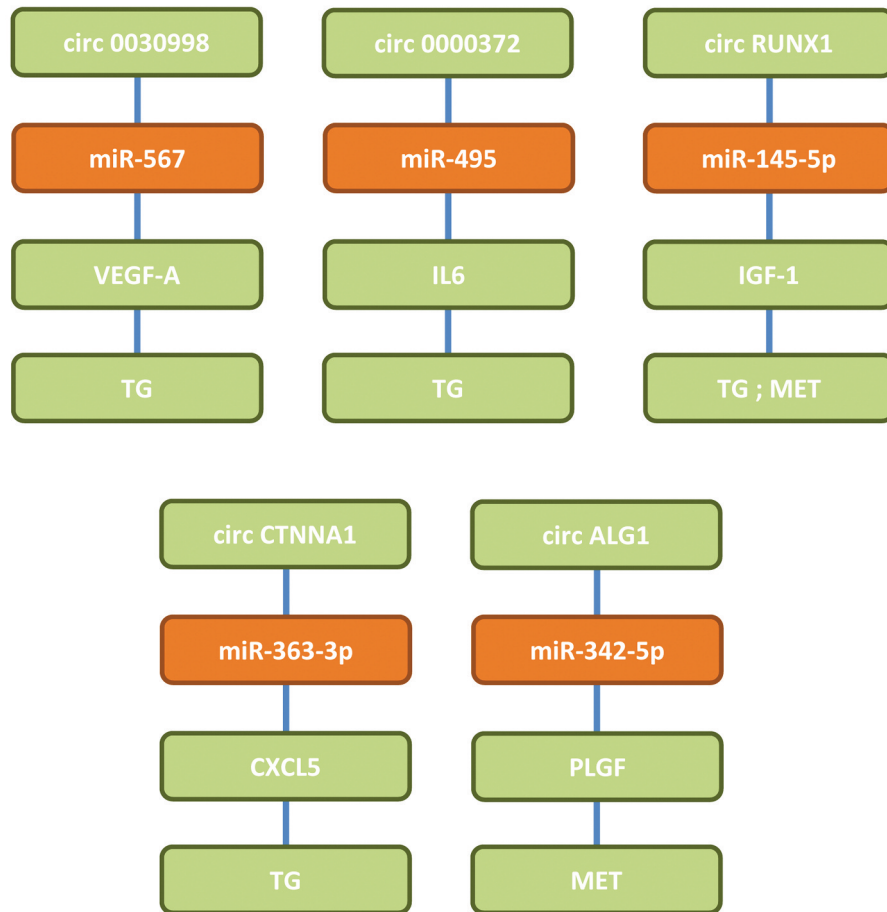 circ 0030998
circ 0000372
circ RUNX1
miR-567
miR-495
miR-145-5p
VEGF-A
IL6
IGF-1
TG
TG
TG ; MET
circ CTNNA1
circ ALG1
miR-363-3p
miR-342-5p
CXCL5
PLGF
TG
MET